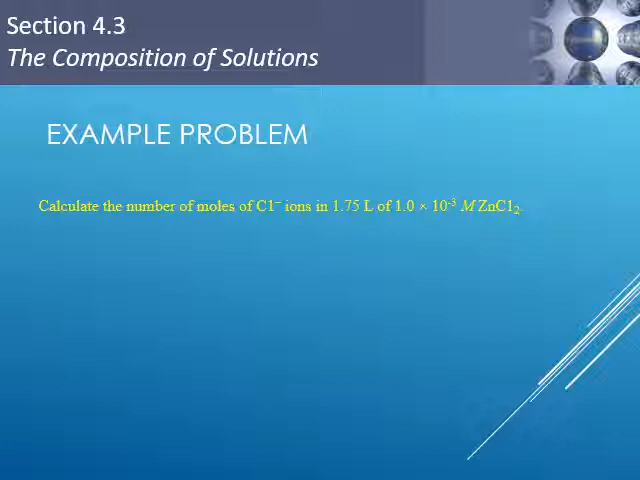 Section 4.3
The Composition of Solutions
EXAMPLE PROBLEM
Calculate the number of moles of C1⁻ ions in 1.75 L of 1.0 × 10⁻³ M ZnC1₂.